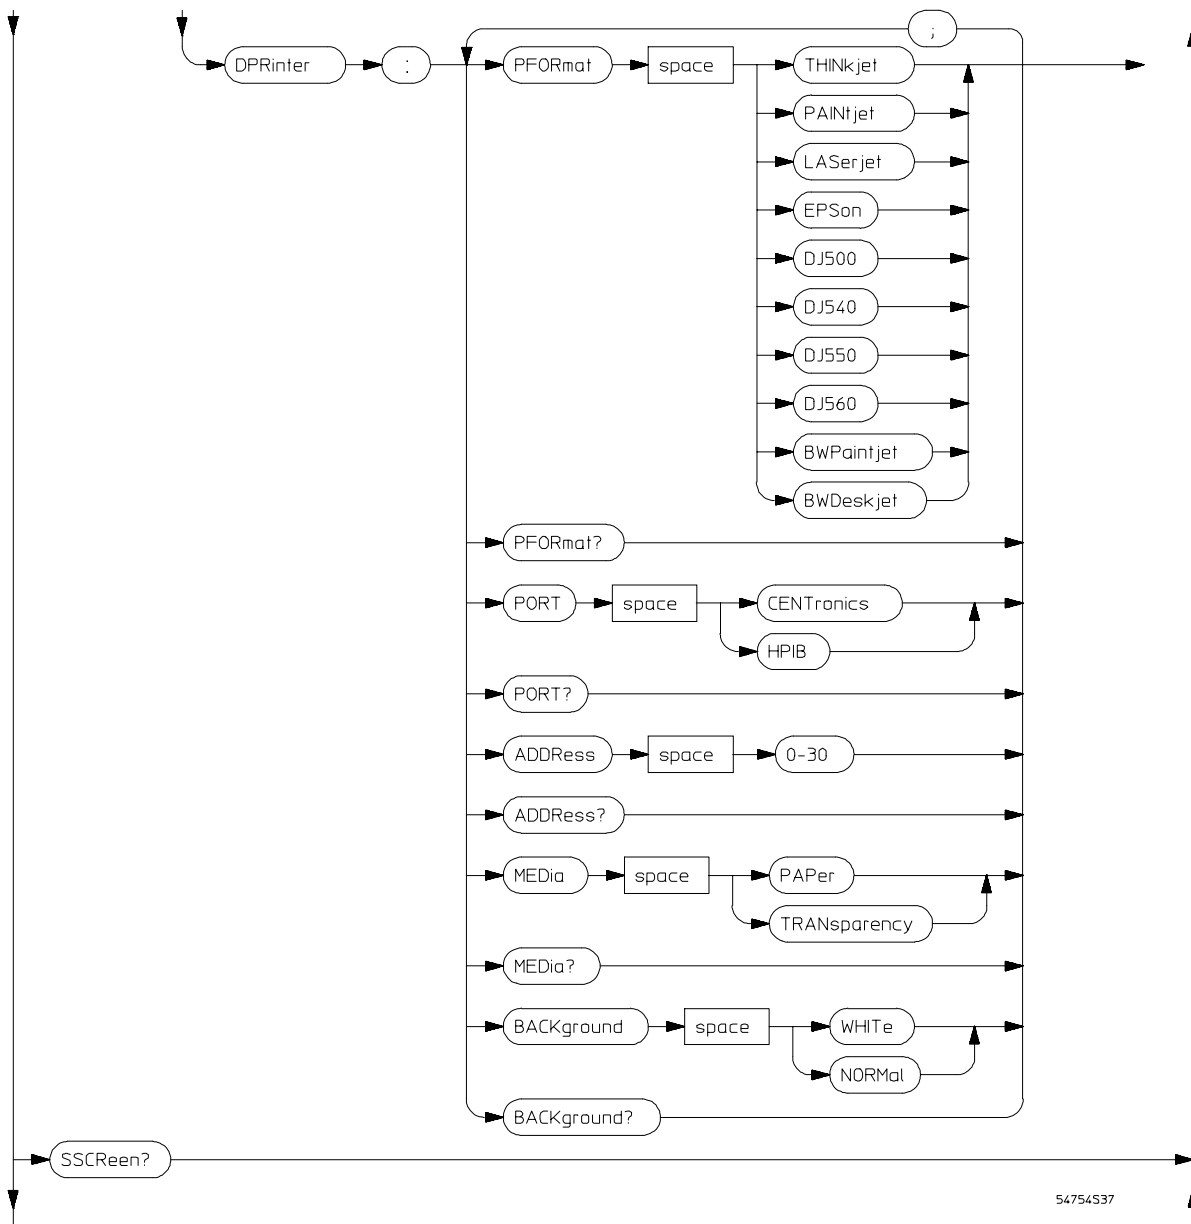 ;
DPRinter : PFORmat space THINkjet
PAINtjet
LASerjet
EPSon
DJ500
DJ540
DJ550
DJ560
BWPaintjet
BWDeskjet
PFORmat?
PORT space CENTronics
HPIB
PORT?
ADDRess space 0-30
ADDRess?
MEDia space PAPer
TRANsparency
MEDia?
BACKground space WHITe
NORMal
BACKground?
SSCReen?
54754S37